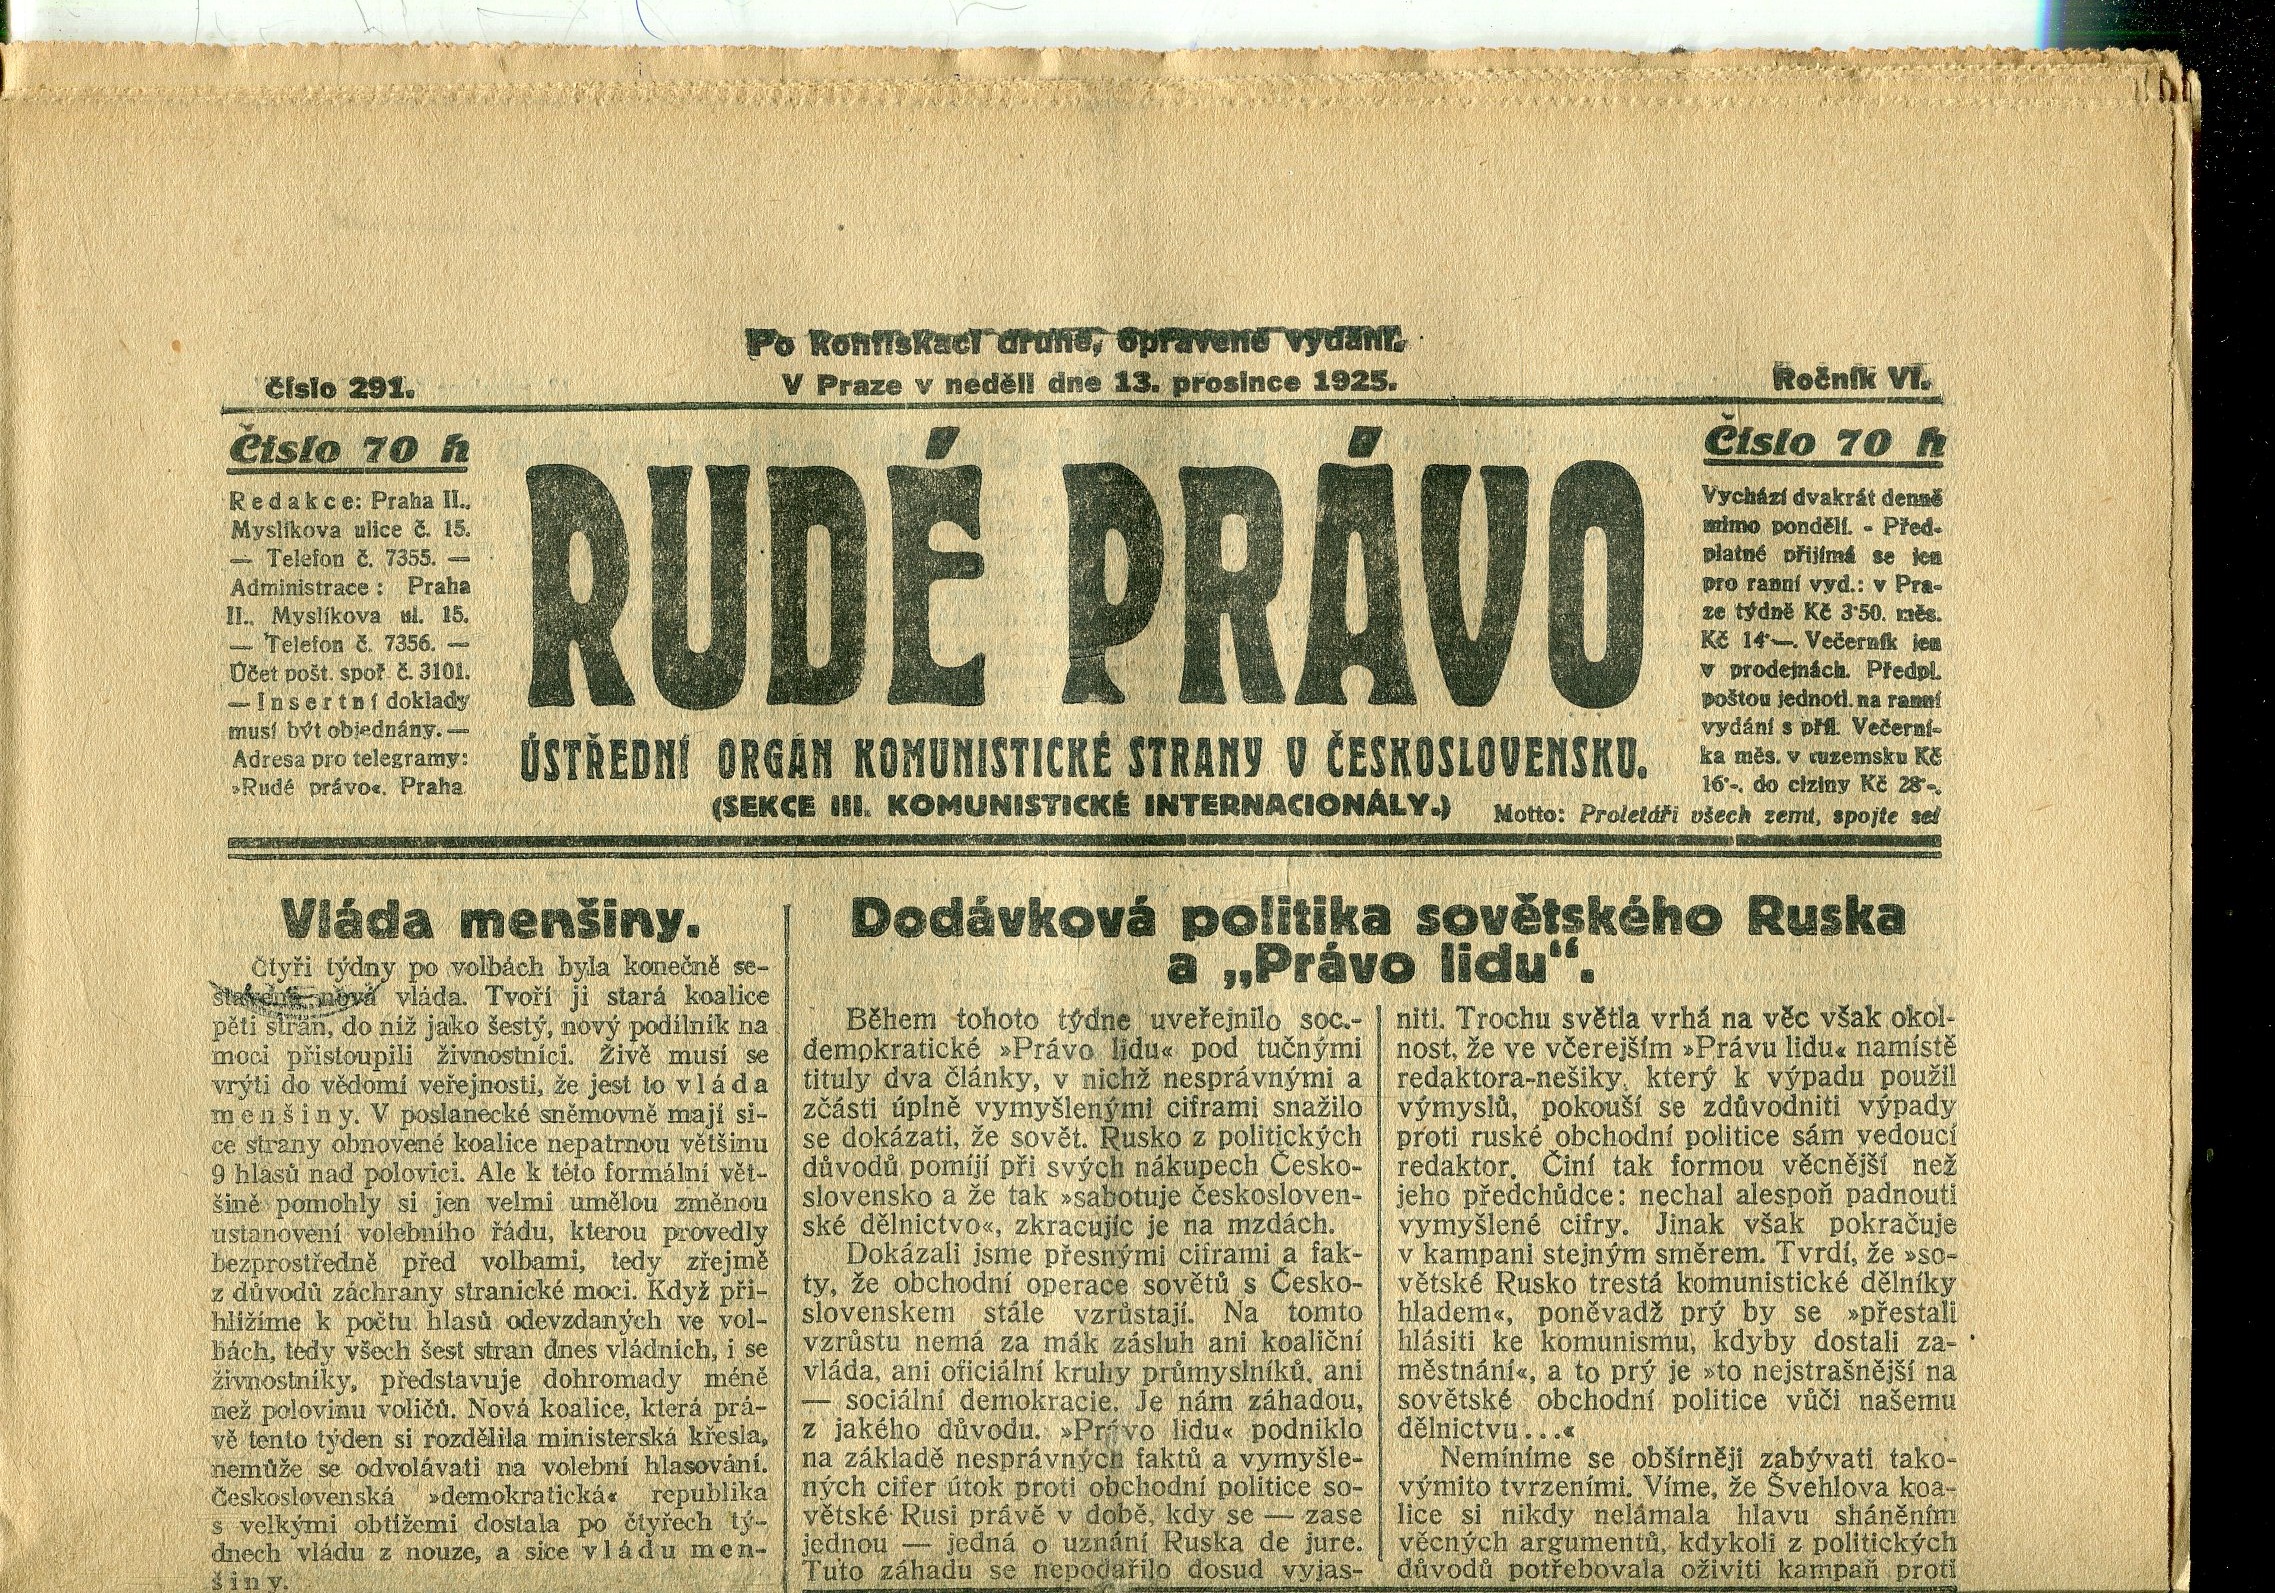 Po konfiskaci druhé, opravené vydání.
číslo 291.
V Praze v neděli dne 13. prosince 1925.
Ročník VI.
Číslo 70 h
Redakce: Praha II.,
Myslíkova ulice č. 15.
— Telefon č. 7355. —
Administrace: Praha
II., Myslíkova ul. 15.
— Telefon č. 7356. —
Účet pošt. spoř č. 3101.
— Insertní doklady
musí být objednány. —
Adresa pro telegramy:
»Rudé právo«. Praha
RUDÉ PRÁVO
ÚSTŘEDNÍ ORGÁN KOMUNISTICKÉ STRANY V ČESKOSLOVENSKU.
(SEKCE III. KOMUNISTICKÉ INTERNACIONÁLY.)
Číslo 70 h
Vychází dvakrát denně
mimo pondělí. - Před-
platné přijímá se jen
pro ranní vyd.: v Pra-
ze týdně Kč 3·50, měs.
Kč 14·—. Večerník jen
v prodejnách. Předpl.
poštou jednotl. na ranní
vydání s příl. Večerní-
ka měs. v tuzemsku Kč
16·-, do ciziny Kč 28·-.
Motto: Proletáři všech zemí, spojte se!
Vláda menšiny.
Čtyři týdny po volbách byla konečně se-
stavena nová vláda. Tvoří ji stará koalice
pěti stran, do níž jako šestý, nový podílník na
moci přistoupili živnostníci. Živě musí se
vrýti do vědomí veřejnosti, že jest to vláda
menšiny. V poslanecké sněmovně mají si-
ce strany obnovené koalice nepatrnou většinu
9 hlasů nad polovici. Ale k této formální vět-
šině pomohly si jen velmi umělou změnou
ustanovení volebního řádu, kterou provedly
bezprostředně před volbami, tedy zřejmě
z důvodů záchrany stranické moci. Když při-
hlížíme k počtu hlasů odevzdaných ve vol-
bách, tedy všech šest stran dnes vládních, i se
živnostníky, představuje dohromady méně
než polovinu voličů. Nová koalice, která prá-
vě tento týden si rozdělila ministerská křesla,
nemůže se odvolávati na volební hlasování.
Československá »demokratická« republika
s velkými obtížemi dostala po čtyřech tý-
dnech vládu z nouze, a sice vládu men-
šiny.
Dodávková politika sovětského Ruska
a „Právo lidu“.
Během tohoto týdne uveřejnilo soc.-
demokratické »Právo lidu« pod tučnými
tituly dva články, v nichž nesprávnými a
zčásti úplně vymyšlenými ciframi snažilo
se dokázati, že sovět. Rusko z politických
důvodů pomíjí při svých nákupech Česko-
slovensko a že tak »sabotuje českosloven-
ské dělnictvo«, zkracujíc je na mzdách.
Dokázali jsme přesnými ciframi a fak-
ty, že obchodní operace sovětů s Česko-
slovenskem stále vzrůstají. Na tomto
vzrůstu nemá za mák zásluh ani koaliční
vláda, ani oficiální kruhy průmyslníků, ani
— sociální demokracie. Je nám záhadou,
z jakého důvodu. »Právo lidu« podniklo
na základě nesprávných faktů a vymyšle-
ných cifer útok proti obchodní politice so-
větské Rusi právě v době, kdy se — zase
jednou — jedná o uznání Ruska de jure.
Tuto záhadu se nepodařilo dosud vyjas-
niti. Trochu světla vrhá na věc však okol-
nost, že ve včerejším »Právu lidu« namístě
redaktora-nešiky, který k výpadu použil
výmyslů, pokouší se zdůvodniti výpady
proti ruské obchodní politice sám vedoucí
redaktor. Činí tak formou věcnější než
jeho předchůdce: nechal alespoň padnouti
vymyšlené cifry. Jinak však pokračuje
v kampani stejným směrem. Tvrdí, že »so-
větské Rusko trestá komunistické dělníky
hladem«, poněvadž prý by se »přestali
hlásiti ke komunismu, kdyby dostali za-
městnání«, a to prý je »to nejstrašnější na
sovětské obchodní politice vůči našemu
dělnictvu...«
Nemíníme se obšírněji zabývati tako-
výmito tvrzeními. Víme, že Švehlova koa-
lice si nikdy nelámala hlavu sháněním
věcných argumentů, kdykoli z politických
důvodů potřebovala oživiti kampaň proti